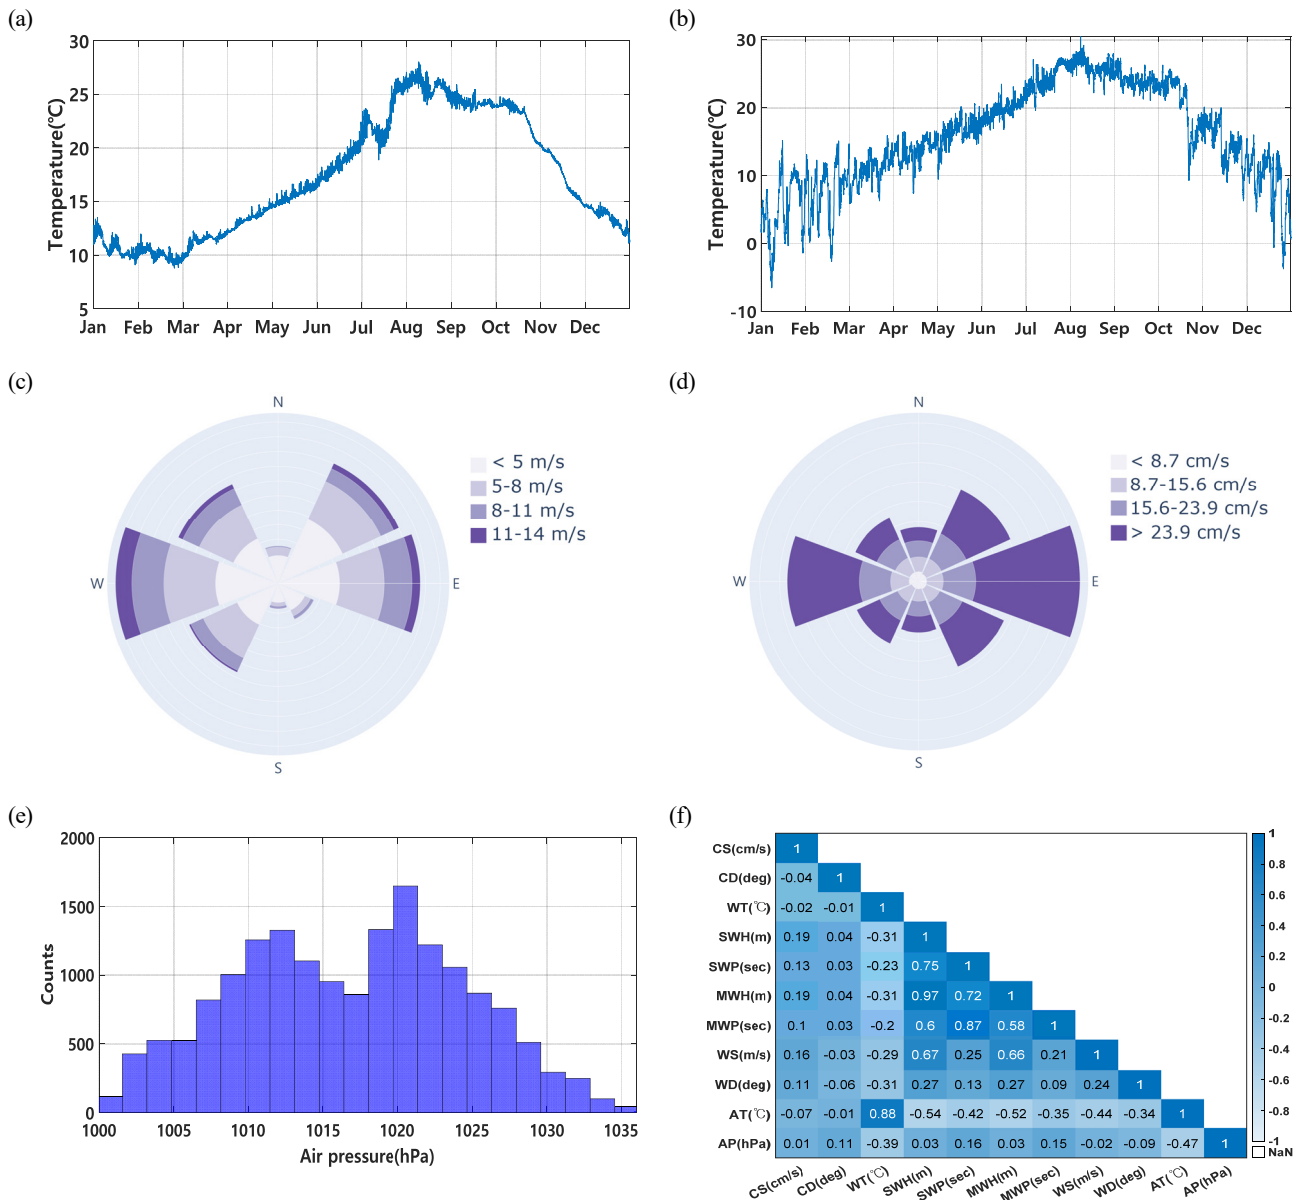 (a)
30
25
20
15
10
5
Temperature(℃)
Jan Feb Mar Apr May Jun Jul Aug Sep Oct Nov Dec
(b)
30
20
10
0
-10
Temperature(℃)
Jan Feb Mar Apr May Jun Jul Aug Sep Oct Nov Dec
(c)
N
W
E
S
< 5 m/s
5-8 m/s
8-11 m/s
11-14 m/s
(d)
N
W
E
S
< 8.7 cm/s
8.7-15.6 cm/s
15.6-23.9 cm/s
> 23.9 cm/s
(e)
2000
1500
1000
500
0
Counts
1000 1005 1010 1015 1020 1025 1030 1035
Air pressure(hPa)
(f)
CS(cm/s) 1
CD(deg) -0.04 1
WT(℃) -0.02 -0.01 1
SWH(m) 0.19 0.04 -0.31 1
SWP(sec) 0.13 0.03 -0.23 0.75 1
MWH(m) 0.19 0.04 -0.31 0.97 0.72 1
MWP(sec) 0.1 0.03 -0.2 0.6 0.87 0.58 1
WS(m/s) 0.16 -0.03 -0.29 0.67 0.25 0.66 0.21 1
WD(deg) 0.11 -0.06 -0.31 0.27 0.13 0.27 0.09 0.24 1
AT(℃) -0.07 -0.01 0.88 -0.54 -0.42 -0.52 -0.35 -0.44 -0.34 1
AP(hPa) 0.01 0.11 -0.39 0.03 0.16 0.03 0.15 -0.02 -0.09 -0.47 1
CS(cm/s) CD(deg) WT(℃) SWH(m) SWP(sec) MWH(m) MWP(sec) WS(m/s) WD(deg) AT(℃) AP(hPa)
1
0.8
0.6
0.4
0.2
0
-0.2
-0.4
-0.6
-0.8
-1
NaN